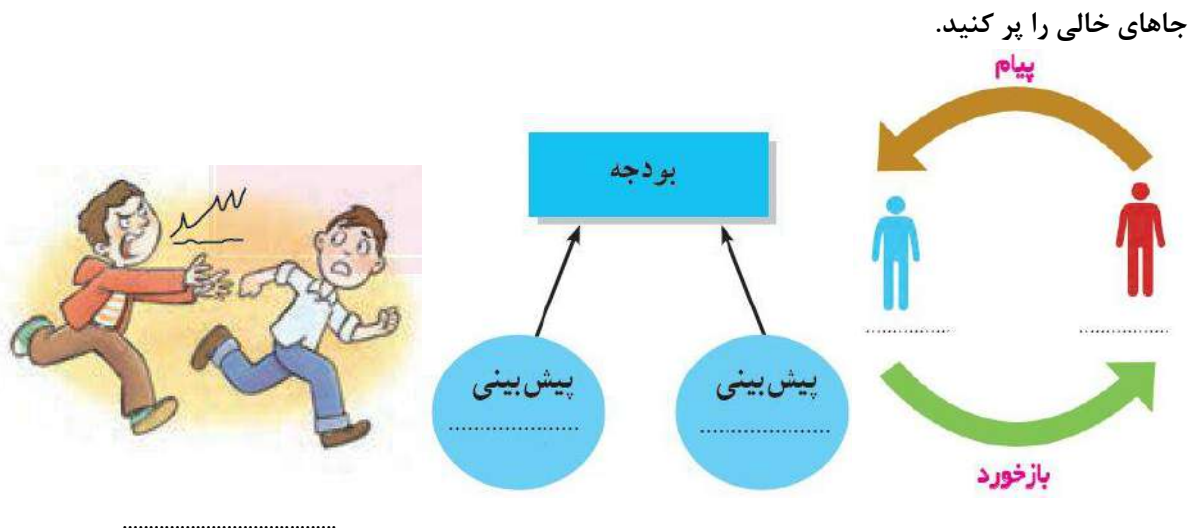 جاهای خالی را پر کنید.
پیام
....................
....................
بازخورد
بودجه
پیش‌بینی
......................
پیش‌بینی
......................
.........................................